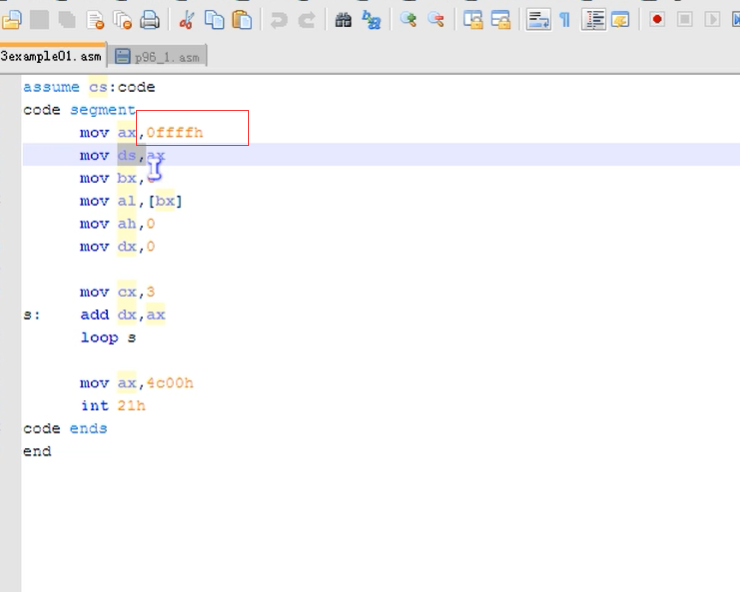 3example01.asm p96_1.asm
assume cs:code
code segment
mov ax,0ffffh
mov ds,ax
mov bx,
mov al,[bx]
mov ah,0
mov dx,0
mov cx,3
s: add dx,ax
loop s
mov ax,4c00h
int 21h
code ends
end